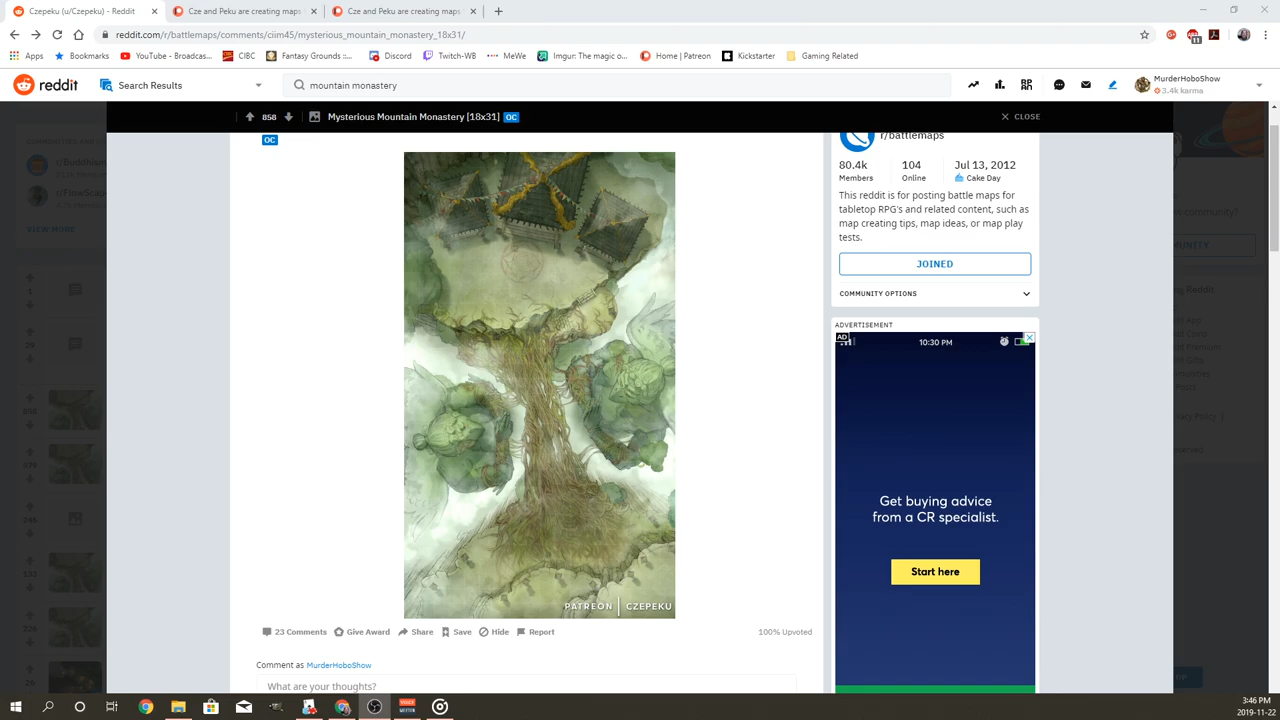 Czepeku (u/Czepeku) - Reddit
Cze and Peku are creating maps
Cze and Peku are creating maps.
reddit.com/r/battlemaps/comments/ciim45/mysterious_mountain_monastery_18x31/
11
Apps
Bookmarks
YouTube - Broadcas...
CIBC
Fantasy Grounds ::...
Discord
Twitch-WB
MeWe
Imgur: The magic o...
Home | Patreon
Kickstarter
Gaming Related
reddit
Search Results
mountain monastery
MurderHoboShow
3.4k karma
858
Mysterious Mountain Monastery [18x31]
OC
CLOSE
OC
r/battlemaps
80.4k
104
Jul 13, 2012
Members
Online
Cake Day
This reddit is for posting battle maps for
tabletop RPG's and related content, such as
map creating tips, map ideas, or map play
tests.
JOINED
COMMUNITY OPTIONS
VIEW MORE
ADVERTISEMENT
AD
10:30 PM
Get buying advice
from a CR specialist.
Start here
PATREON | CZEPEKU
23 Comments
Give Award
Share
Save
Hide
Report
100% Upvoted
Comment as MurderHoboShow
What are your thoughts?
3:46 PM
2019-11-22